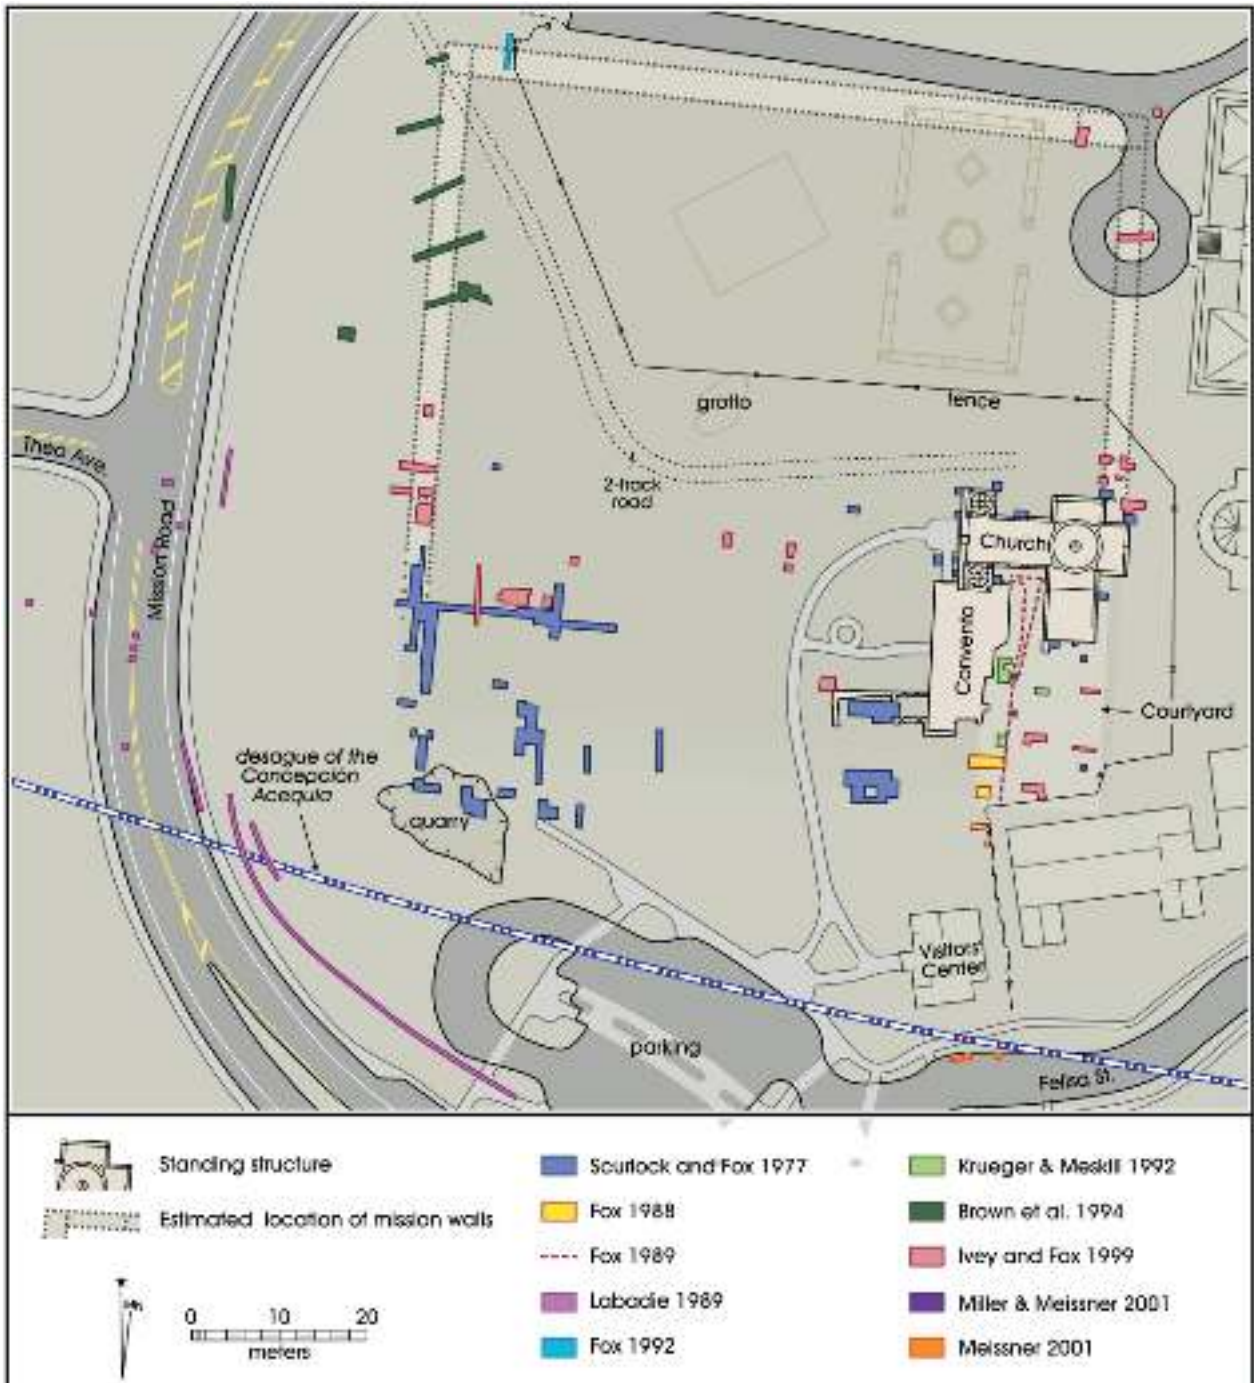 grotto
fence
2-track
road
Theo Ave.
Mission Road
Church
Convento
Courtyard
desague of the
Concepción
Acequia
quarry
Visitors'
Center
parking
Felisa St.
Standing structure
Estimated location of mission walls
0 10 20
meters
Scurlock and Fox 1977
Fox 1988
Fox 1989
Labadie 1989
Fox 1992
Krueger & Meskill 1992
Brown et al. 1994
Ivey and Fox 1999
Miller & Meissner 2001
Meissner 2001